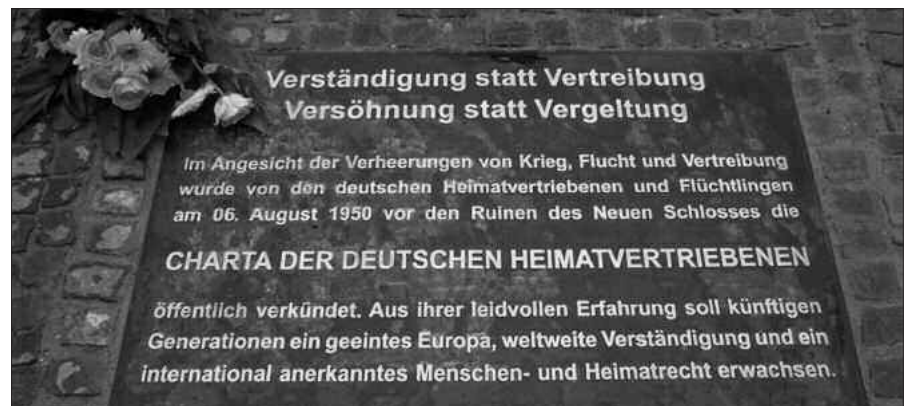 Verständigung statt Vertreibung
Versöhnung statt Vergeltung
Im Angesicht der Verheerungen von Krieg, Flucht und Vertreibung
wurde von den deutschen Heimatvertriebenen und Flüchtlingen
am 06. August 1950 vor den Ruinen des Neuen Schlosses die
CHARTA DER DEUTSCHEN HEIMATVERTRIEBENEN
öffentlich verkündet. Aus ihrer leidvollen Erfahrung soll künftigen
Generationen ein geeintes Europa, weltweite Verständigung und ein
international anerkanntes Menschen- und Heimatrecht erwachsen.